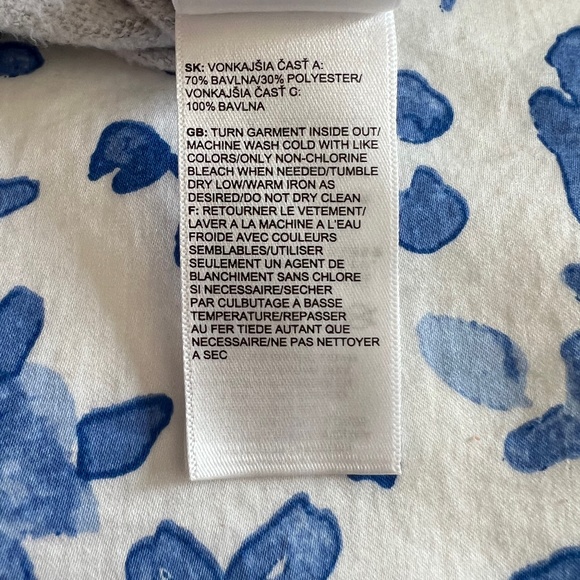 SK: VONKAJŠIA ČASŤ A:
70% BAVLNA/30% POLYESTER/
VONKAJŠIA ČASŤ C:
100% BAVLNA
GB: TURN GARMENT INSIDE OUT/
MACHINE WASH COLD WITH LIKE
COLORS/ONLY NON-CHLORINE
BLEACH WHEN NEEDED/TUMBLE
DRY LOW/WARM IRON AS
DESIRED/DO NOT DRY CLEAN
F: RETOURNER LE VETEMENT/
LAVER A LA MACHINE A L'EAU
FROIDE AVEC COULEURS
SEMBLABLES/UTILISER
SEULEMENT UN AGENT DE
BLANCHIMENT SANS CHLORE
SI NECESSAIRE/SECHER
PAR CULBUTAGE A BASSE
TEMPERATURE/REPASSER
AU FER TIEDE AUTANT QUE
NECESSAIRE/NE PAS NETTOYER
A SEC